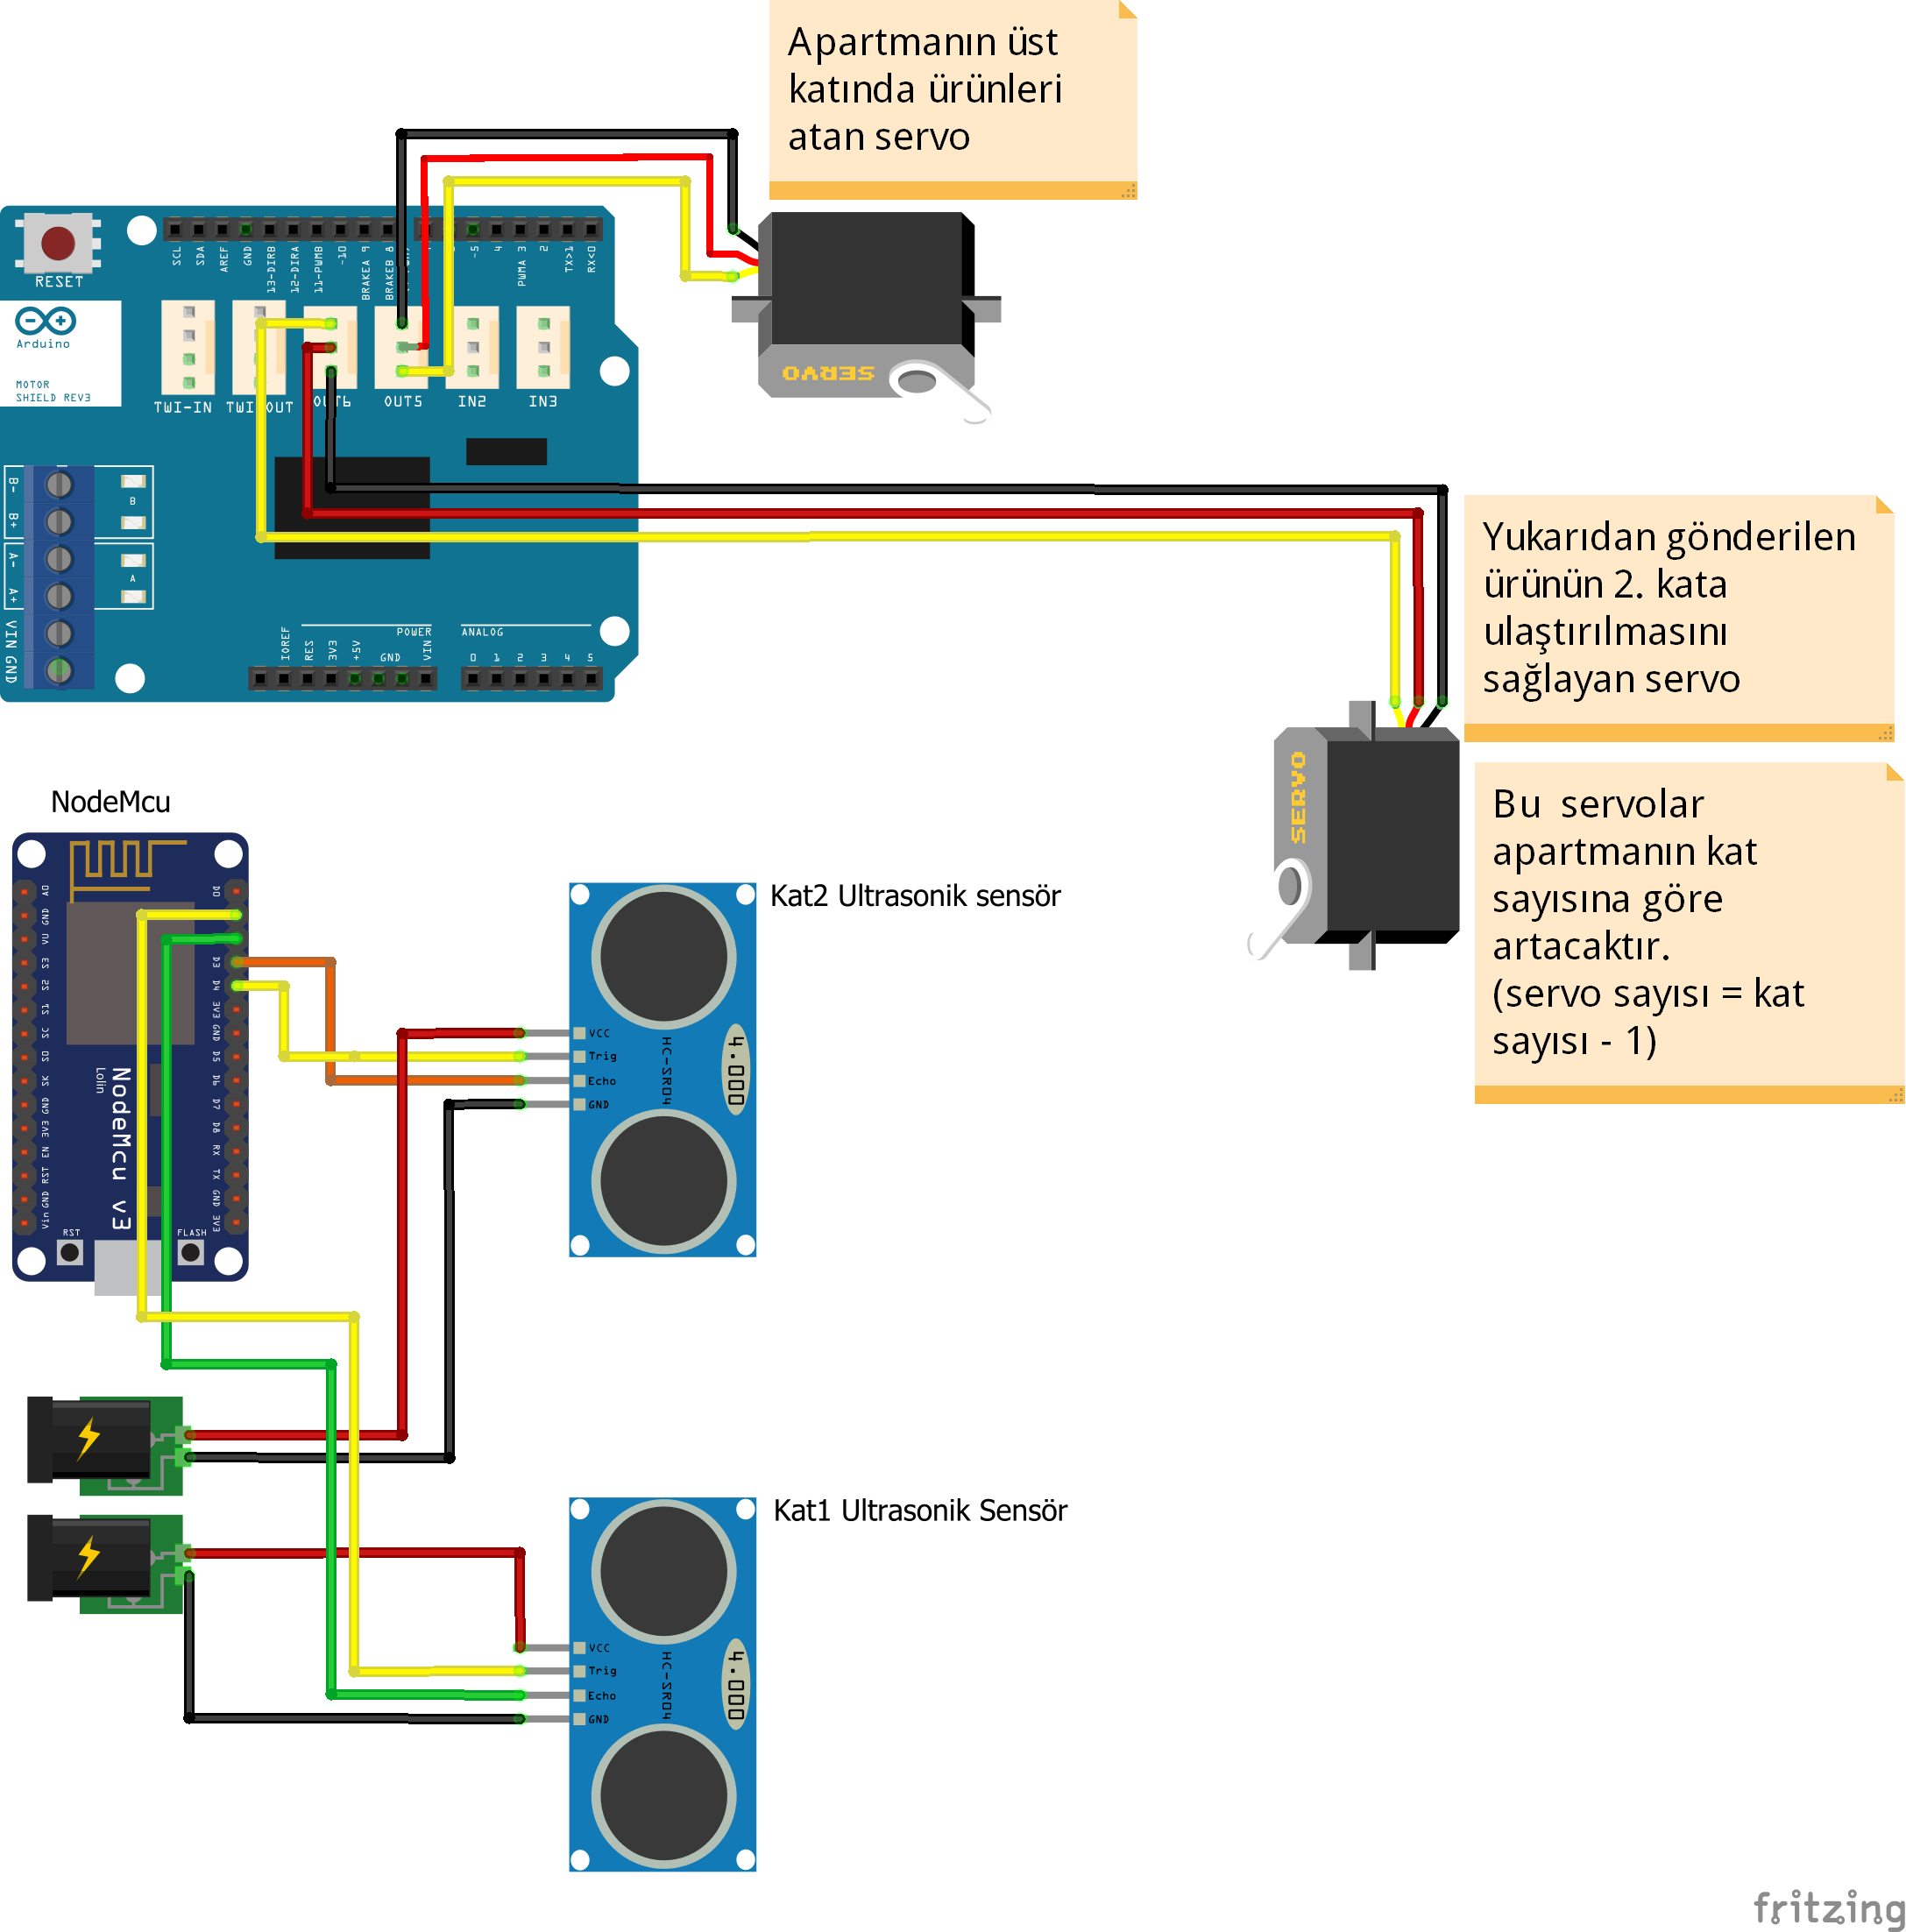 Apartmanın üst
katında ürünleri
atan servo
RESET
SCL
SDA
AREF
GND
13-DIRB
12-DIRA
11-PWMB
~10
BRAKEA 9
BRAKEB 8
~5
4
PWMA 3
2
TX>1
RX<0
Arduino
MOTOR
SHIELD REV3
TWI-IN
OUT5
IN2
IN3
SERVO
B-
B+
A-
A+
VIN
GND
B
A
IOREF
RES
3V3
+5V
GND
VIN
POWER
ANALOG
0 1 2 3 4 5
Yukarıdan gönderilen
ürünün 2. kata
ulaştırılmasını
sağlayan servo
SERVO
Bu  servolar
apartmanın kat
sayısına göre
artacaktır.
(servo sayısı = kat
sayısı - 1)
NodeMcu
A0
GND
VU
S3
S2
S1
SC
S0
SK
GND
3V3
EN
RST
GND
Vin
D0
D3
D4
3V3
GND
D5
D6
D7
D8
RX
TX
GND
3V3
Lolin
NodeMcu v3
RST
FLASH
Kat2 Ultrasonik sensör
VCC
Trig
Echo
GND
HC-SR04
4.000
Kat1 Ultrasonik Sensör
VCC
Trig
Echo
GND
HC-SR04
4.000
fritzing